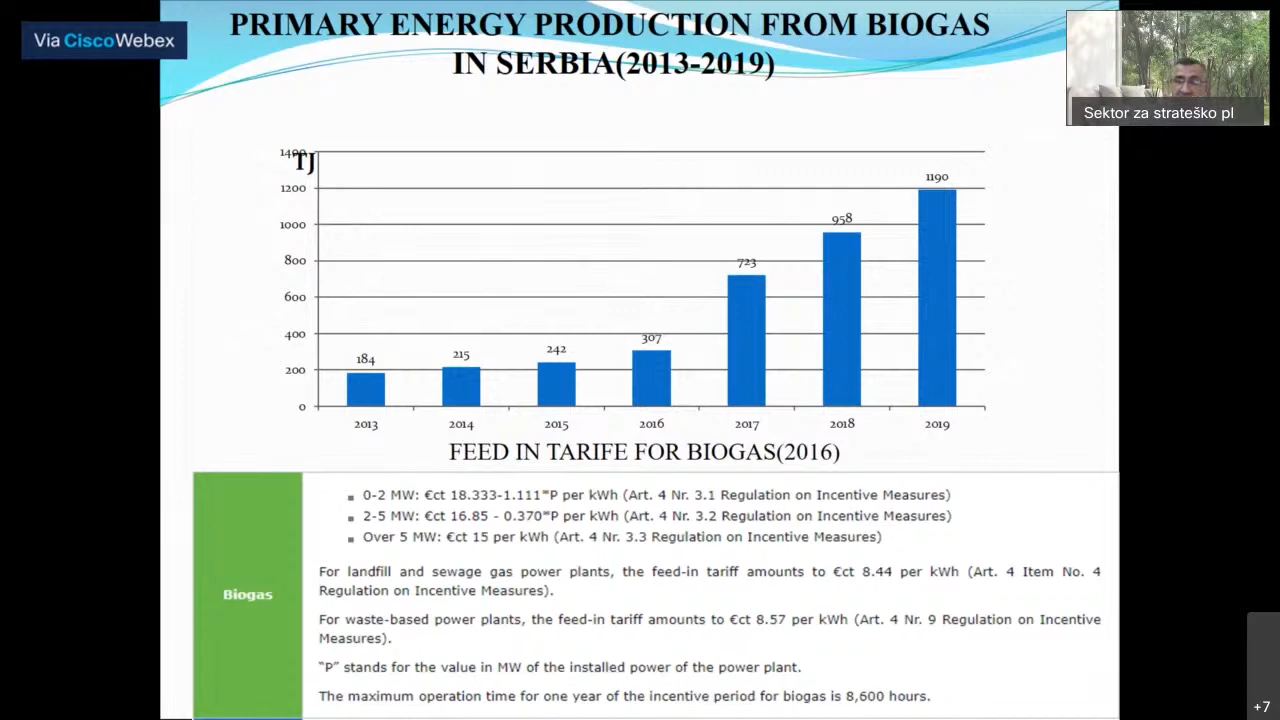 PRIMARY ENERGY PRODUCTION FROM BIOGAS
IN SERBIA(2013-2019)
Via CiscoWebex
Sektor za strateško pl
TJ
1400
1200
1000
800
600
400
200
0
184
215
242
307
723
958
1190
2013
2014
2015
2016
2017
2018
2019
FEED IN TARIFE FOR BIOGAS(2016)
Biogas
0-2 MW: €ct 18.333-1.111*P per kWh (Art. 4 Nr. 3.1 Regulation on Incentive Measures)
2-5 MW: €ct 16.85 - 0.370*P per kWh (Art. 4 Nr. 3.2 Regulation on Incentive Measures)
Over 5 MW: €ct 15 per kWh (Art. 4 Nr. 3.3 Regulation on Incentive Measures)
For landfill and sewage gas power plants, the feed-in tariff amounts to €ct 8.44 per kWh (Art. 4 Item No. 4
Regulation on Incentive Measures).
For waste-based power plants, the feed-in tariff amounts to €ct 8.57 per kWh (Art. 4 Nr. 9 Regulation on Incentive
Measures).
"P" stands for the value in MW of the installed power of the power plant.
The maximum operation time for one year of the incentive period for biogas is 8,600 hours.
+7